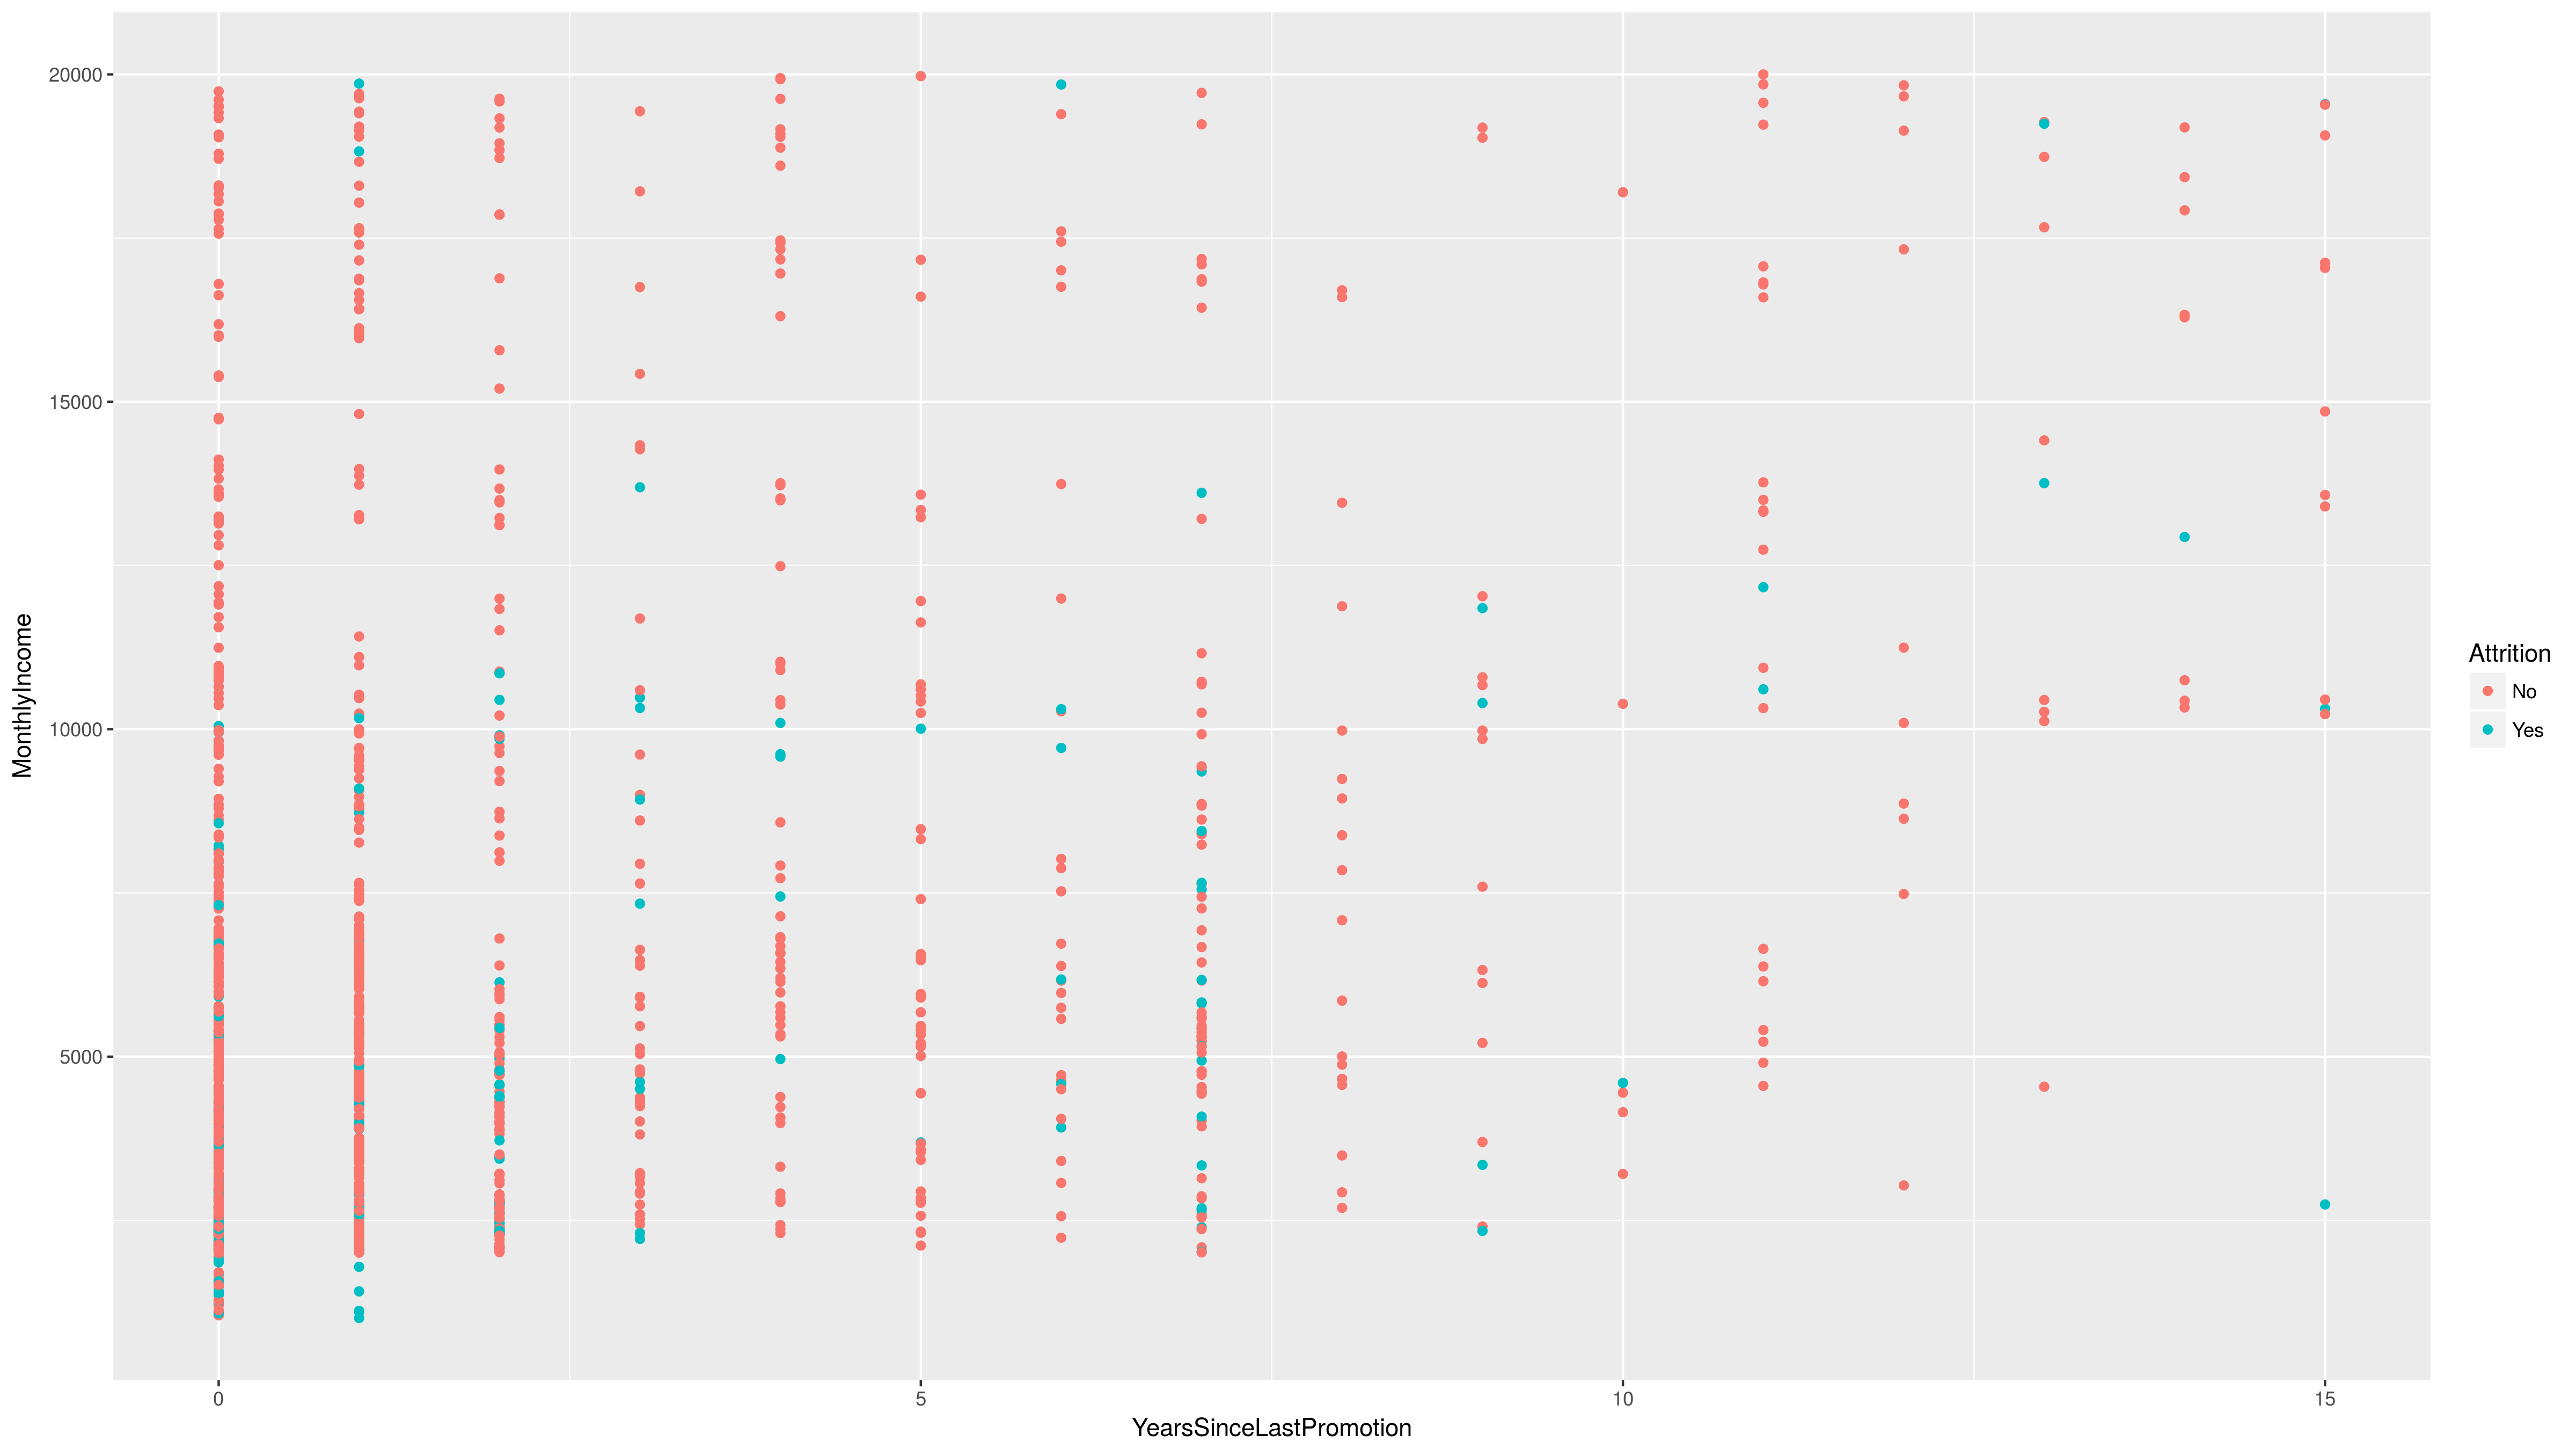 20000
15000
10000
5000
MonthlyIncome
0
5
10
15
YearsSinceLastPromotion
Attrition
No
Yes